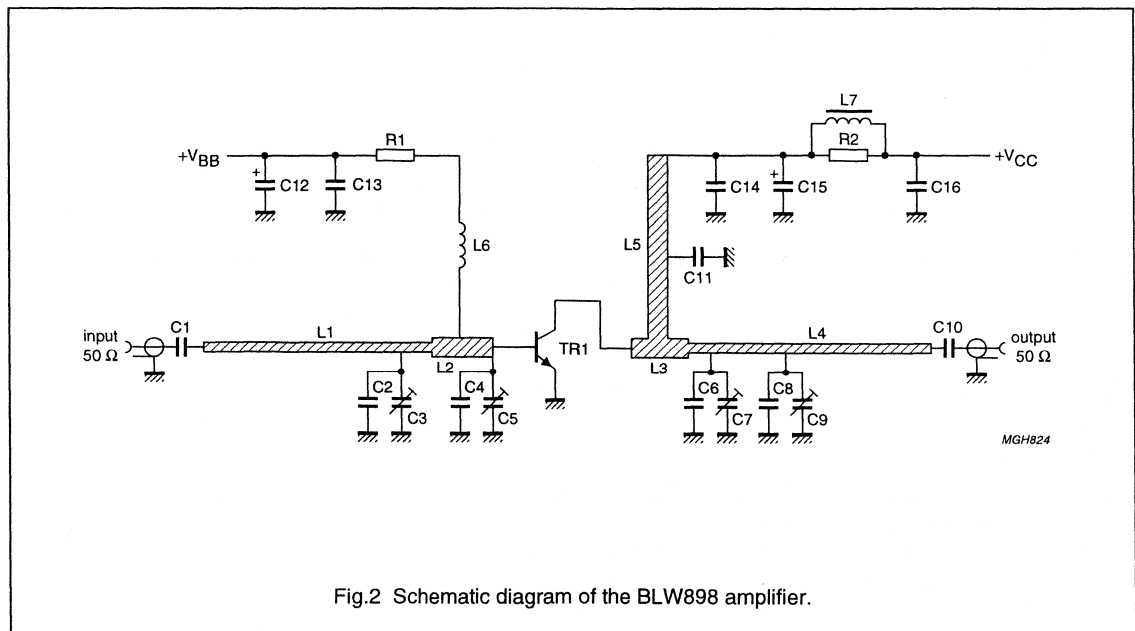 L7
R1
R2
+VBB
+VCC
+
C12
C13
C14
+
C15
C16
L6
L5
C11
input
50 Ω
C1
L1
L2
TR1
L3
L4
C10
output
50 Ω
C2
C3
C4
C5
C6
C7
C8
C9
MGH824
Fig.2 Schematic diagram of the BLW898 amplifier.